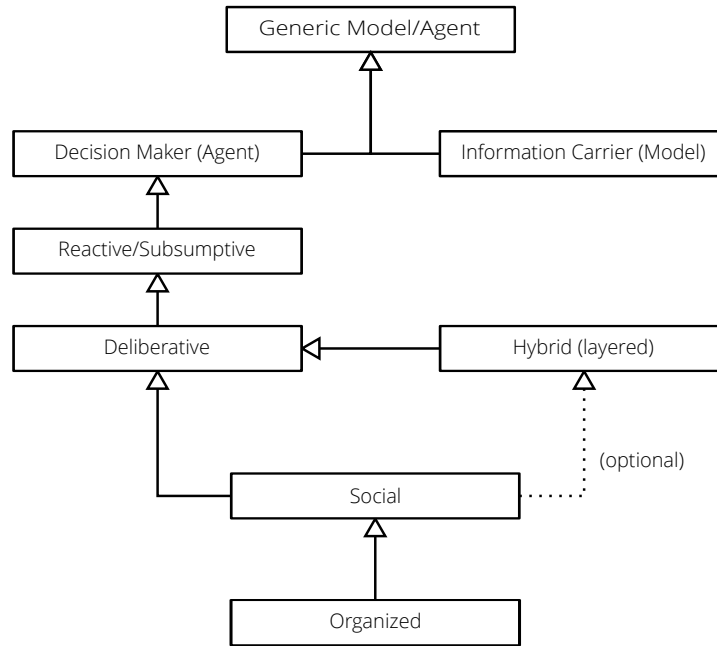 Generic Model/Agent
Decision Maker (Agent)
Information Carrier (Model)
Reactive/Subsumptive
Deliberative
Hybrid (layered)
(optional)
Social
Organized